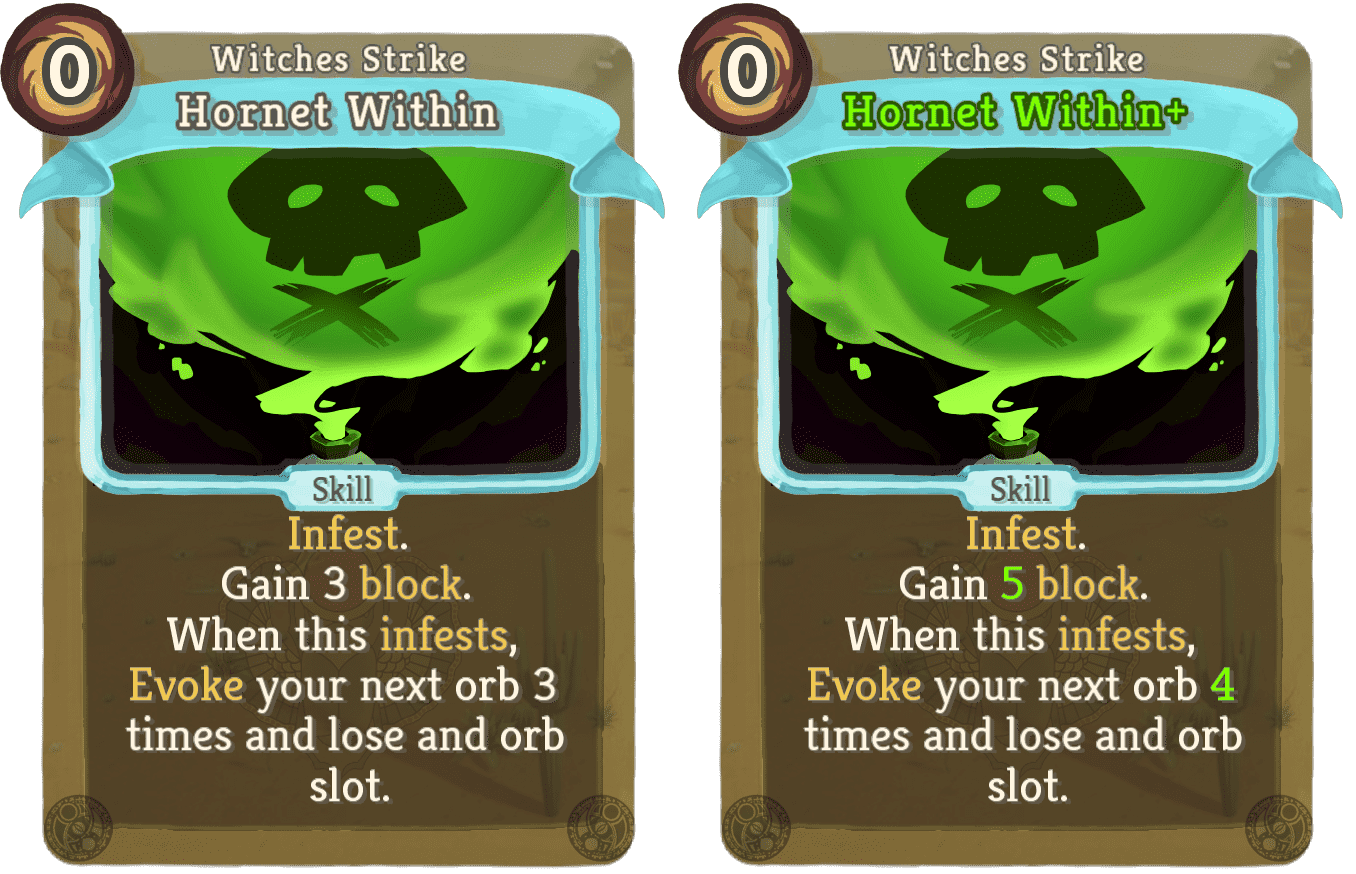 0
Witches Strike
Hornet Within
Skill
Infest.
Gain 3 block.
When this infests,
Evoke your next orb 3
times and lose and orb
slot.
0
Witches Strike
Hornet Within+
Skill
Infest.
Gain 5 block.
When this infests,
Evoke your next orb 4
times and lose and orb
slot.